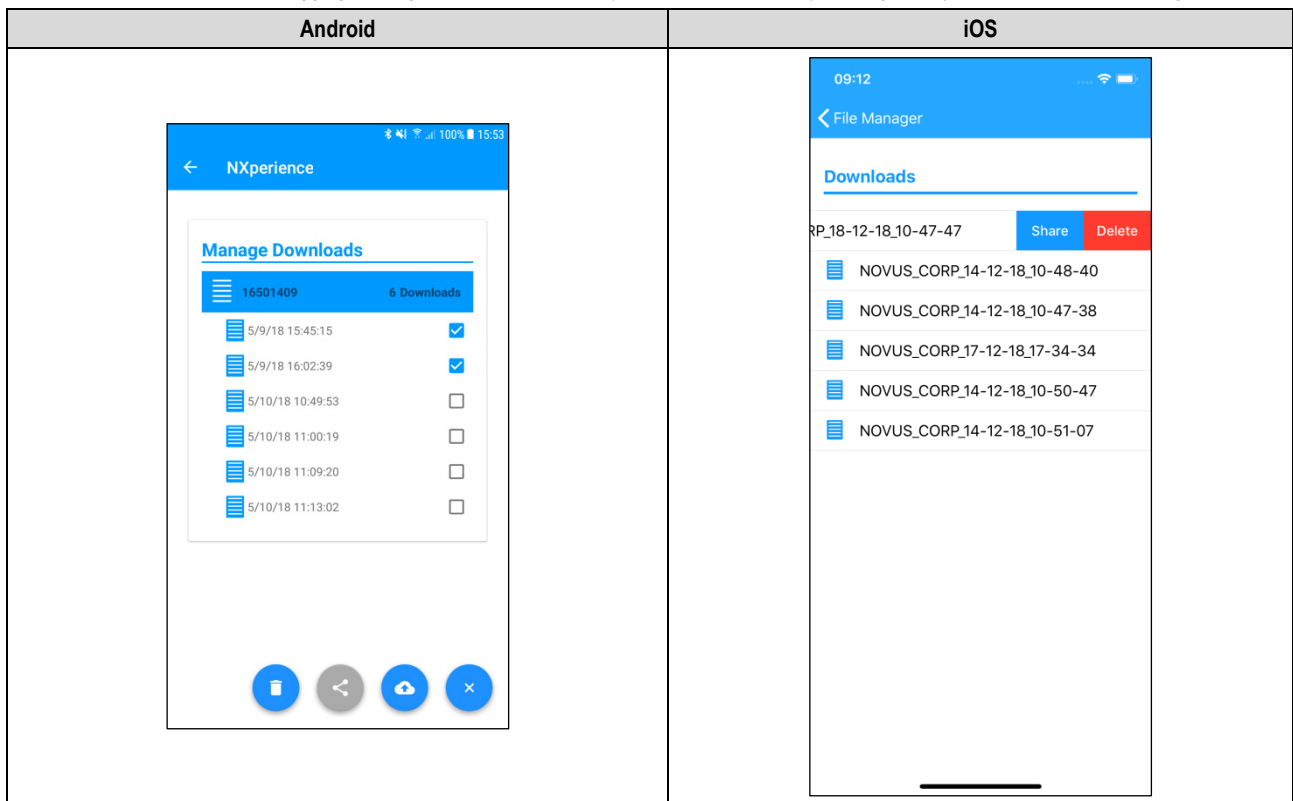 Android
iOS
100% 15:53
NXperience
Manage Downloads
16501409 6 Downloads
5/9/18 15:45:15
5/9/18 16:02:39
5/10/18 10:49:53
5/10/18 11:00:19
5/10/18 11:09:20
5/10/18 11:13:02
09:12
File Manager
Downloads
RP_18-12-18_10-47-47 Share Delete
NOVUS_CORP_14-12-18_10-48-40
NOVUS_CORP_14-12-18_10-47-38
NOVUS_CORP_17-12-18_17-34-34
NOVUS_CORP_14-12-18_10-50-47
NOVUS_CORP_14-12-18_10-51-07